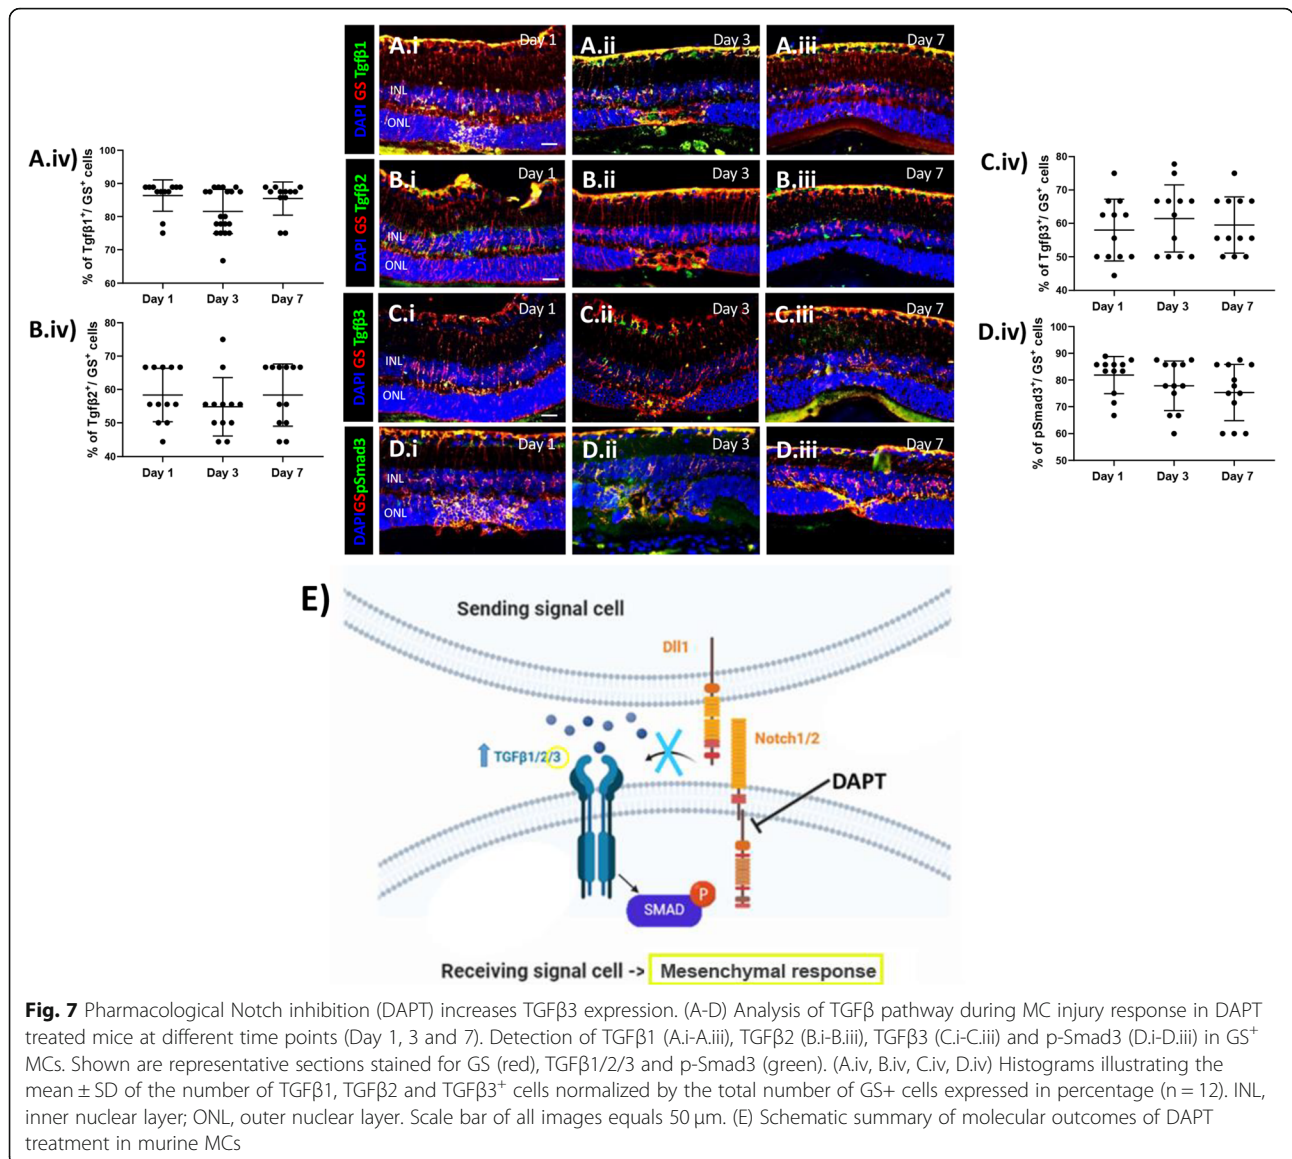 DAPI GS Tgfβ1
A.i
Day 1
INL
ONL
A.ii
Day 3
A.iii
Day 7
A.iv)
% of Tgfβ1+/ GS+ cells
100
90
80
70
60
Day 1 Day 3 Day 7
DAPI GS Tgfβ2
B.i
Day 1
INL
ONL
B.ii
Day 3
B.iii
Day 7
B.iv)
% of Tgfβ2+/ GS+ cells
80
70
60
50
40
Day 1 Day 3 Day 7
DAPI GS Tgfβ3
C.i
Day 1
INL
ONL
C.ii
Day 3
C.iii
Day 7
C.iv)
% of Tgfβ3+/ GS+ cells
80
70
60
50
40
Day 1 Day 3 Day 7
DAPIGSpSmad3
D.i
Day 1
INL
ONL
D.ii
Day 3
D.iii
Day 7
D.iv)
% of pSmad3+/ GS+ cells
100
90
80
70
60
50
Day 1 Day 3 Day 7
E)
Sending signal cell
Dll1
Notch1/2
TGFβ1/2/3
DAPT
SMAD
P
Receiving signal cell -> Mesenchymal response
Fig. 7 Pharmacological Notch inhibition (DAPT) increases TGFβ3 expression. (A-D) Analysis of TGFβ pathway during MC injury response in DAPT
treated mice at different time points (Day 1, 3 and 7). Detection of TGFβ1 (A.i-A.iii), TGFβ2 (B.i-B.iii), TGFβ3 (C.i-C.iii) and p-Smad3 (D.i-D.iii) in GS+
MCs. Shown are representative sections stained for GS (red), TGFβ1/2/3 and p-Smad3 (green). (A.iv, B.iv, C.iv, D.iv) Histograms illustrating the
mean ± SD of the number of TGFβ1, TGFβ2 and TGFβ3+ cells normalized by the total number of GS+ cells expressed in percentage (n = 12). INL,
inner nuclear layer; ONL, outer nuclear layer. Scale bar of all images equals 50 μm. (E) Schematic summary of molecular outcomes of DAPT
treatment in murine MCs